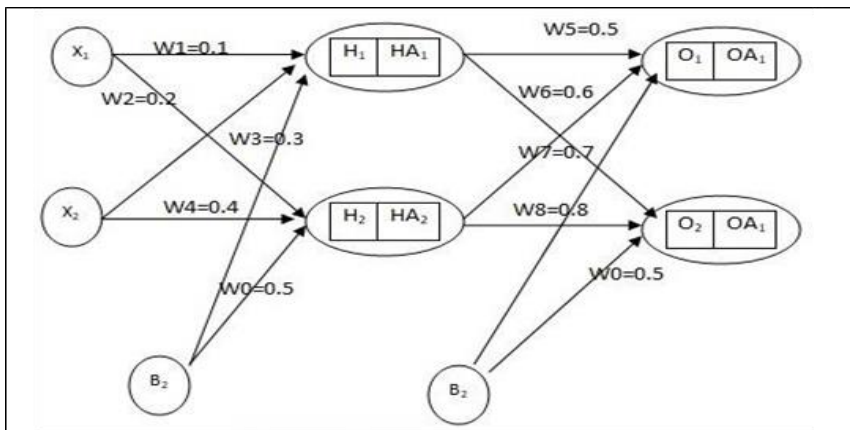 W5=0.5
X₁ W1=0.1 H₁ HA₁ O₁ OA₁
W2=0.2 W6=0.6
W3=0.3 W7=0.7
X₂ W4=0.4 H₂ HA₂ W8=0.8 O₂ OA₁
W0=0.5 W0=0.5
B₂ B₂